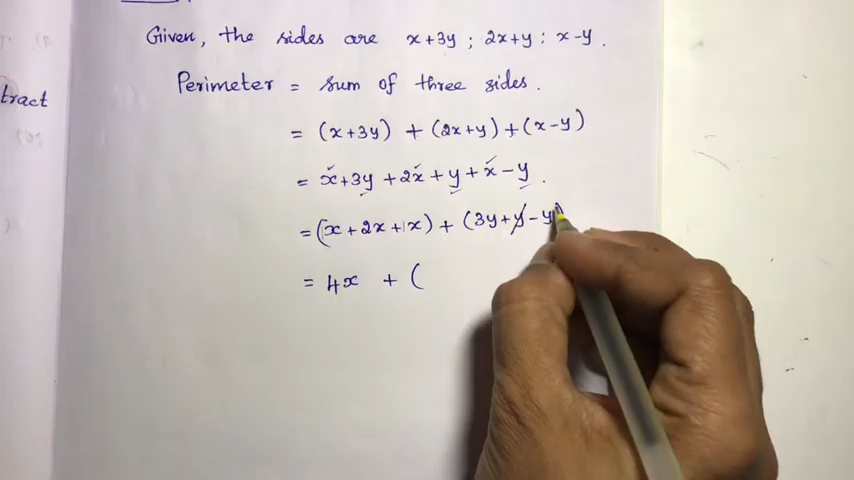 Given, the sides are x+3y ; 2x+y : x-y.
tract
Perimeter = sum of three sides.
= (x+3y) + (2x+y) + (x-y)
= x+3y + 2x + y + x - y.
= (x + 2x + 1x) + (3y + y - y)
= 4x + (